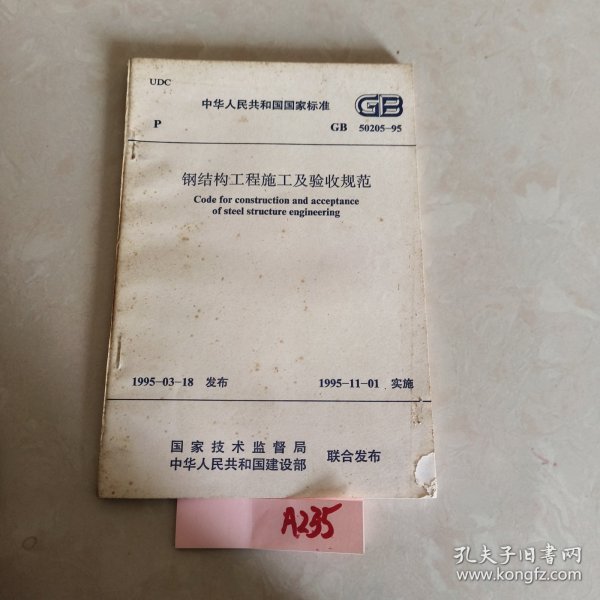 UDC
中华人民共和国国家标准 GB
P GB 50205-95
钢结构工程施工及验收规范
Code for construction and acceptance
of steel structure engineering
1995-03-18 发布 1995-11-01 实施
国家技术监督局
中华人民共和国建设部
联合发布
A235
孔夫子旧书网
www.kongfz.com